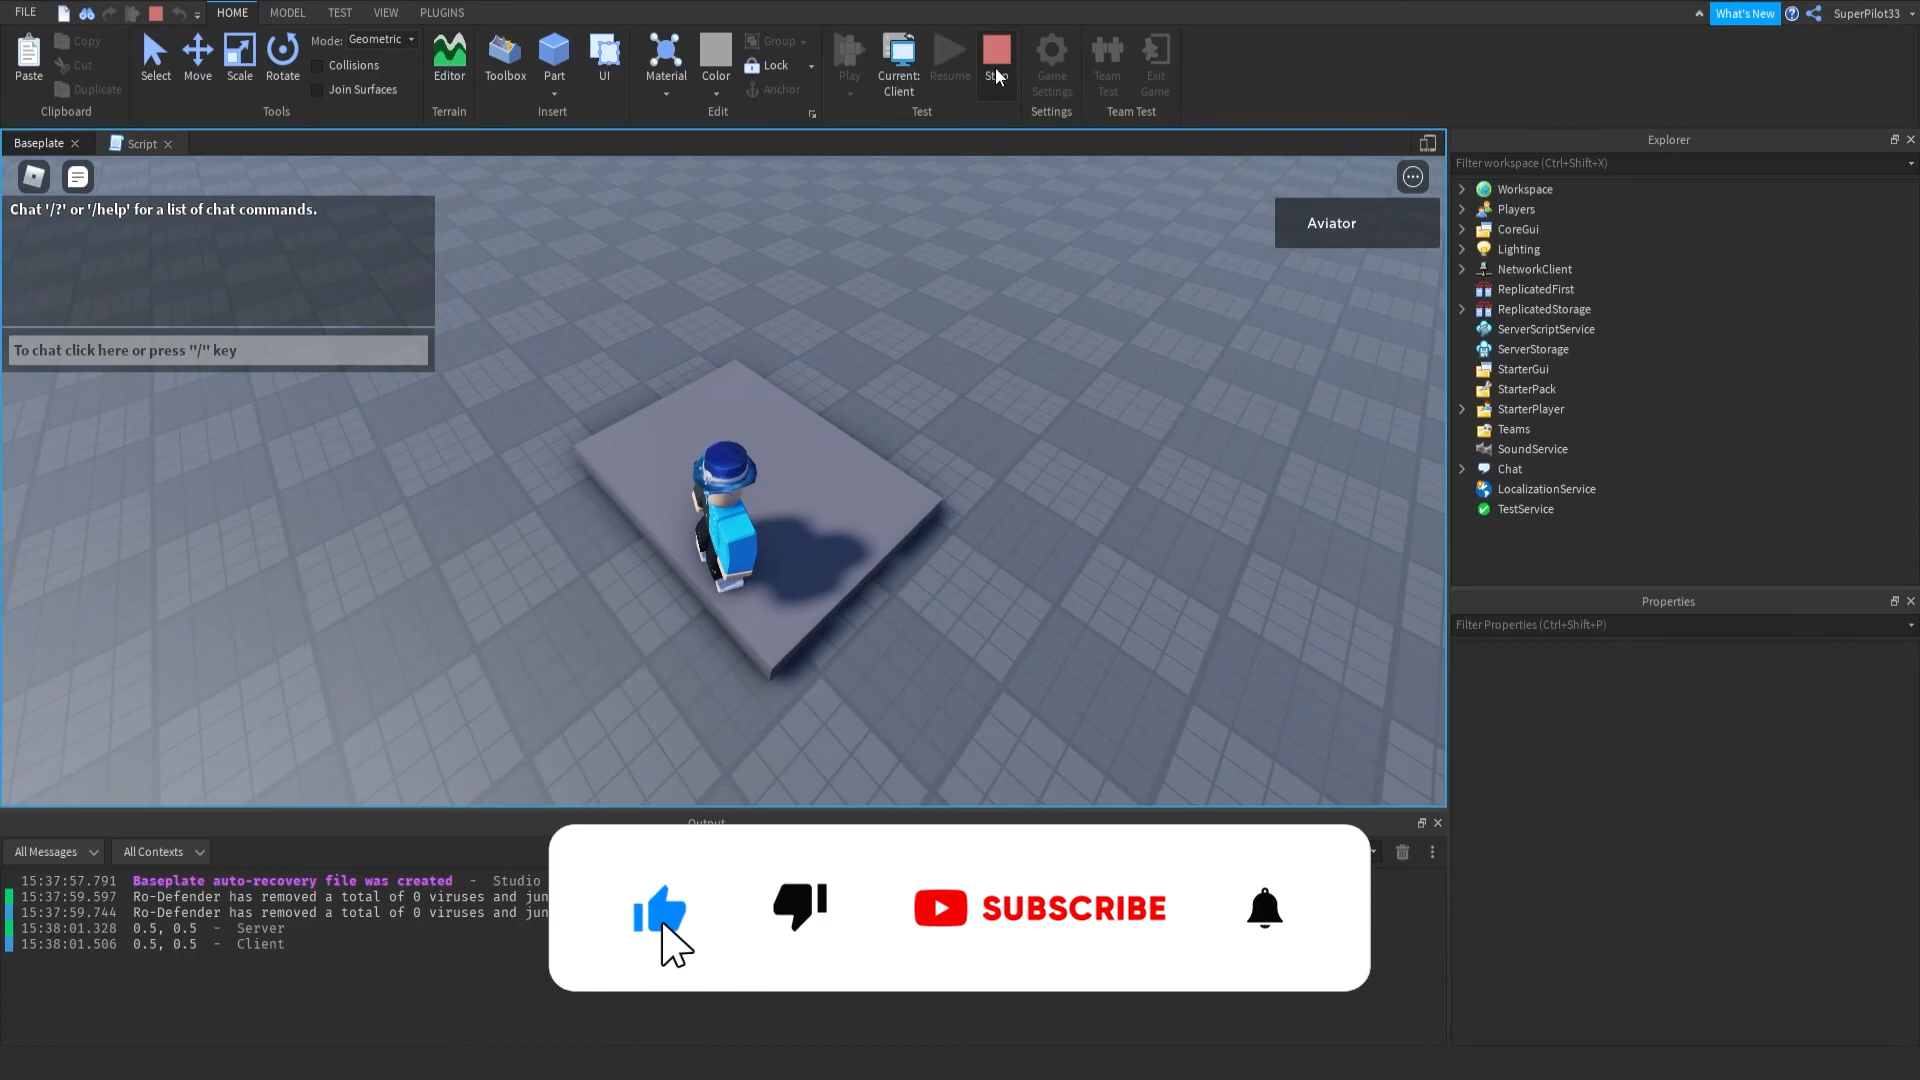 FILE
HOME
MODEL
TEST
VIEW
PLUGINS
What's New
SuperPilot33
Paste
Copy
Cut
Duplicate
Clipboard
Select
Move
Scale
Rotate
Mode: Geometric
Collisions
Join Surfaces
Tools
Editor
Terrain
Toolbox
Part
UI
Insert
Material
Color
Group
Lock
Anchor
Edit
Play
Current:
Client
Resume
Test
Game
Settings
Settings
Team
Test
Exit
Game
Team Test
Baseplate
Script
Chat '/?' or '/help' for a list of chat commands.
To chat click here or press "/" key
Aviator
Explorer
Filter workspace (Ctrl+Shift+X)
Workspace
Players
CoreGui
Lighting
NetworkClient
ReplicatedFirst
ReplicatedStorage
ServerScriptService
ServerStorage
StarterGui
StarterPack
StarterPlayer
Teams
SoundService
Chat
LocalizationService
TestService
Properties
Filter Properties (Ctrl+Shift+P)
Output
All Messages
All Contexts
15:37:57.791 Baseplate auto-recovery file was created - Studio
15:37:59.597 Ro-Defender has removed a total of 0 viruses and jun
15:37:59.744 Ro-Defender has removed a total of 0 viruses and jun
15:38:01.328 0.5, 0.5 - Server
15:38:01.506 0.5, 0.5 - Client
SUBSCRIBE